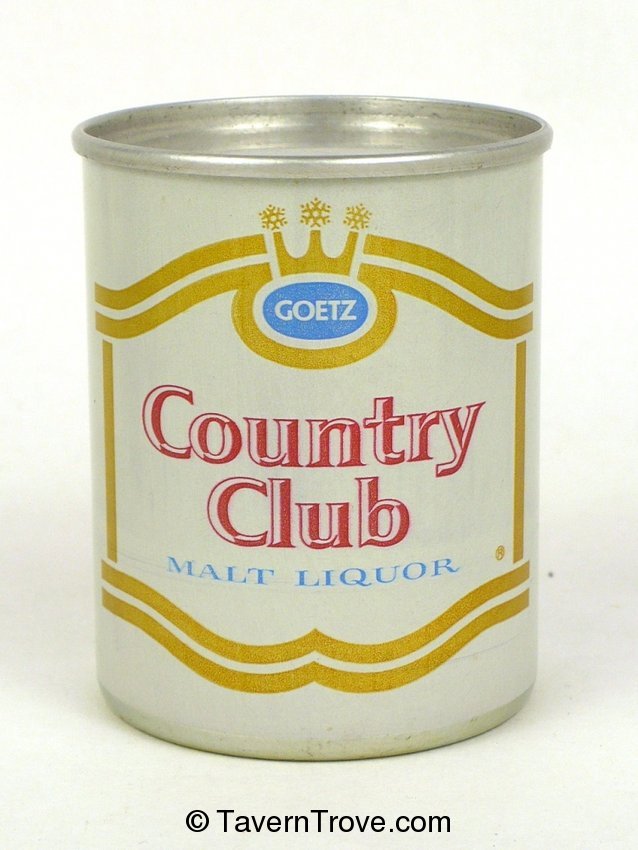 GOETZ
Country
Club
MALT LIQUOR ®
© TavernTrove.com